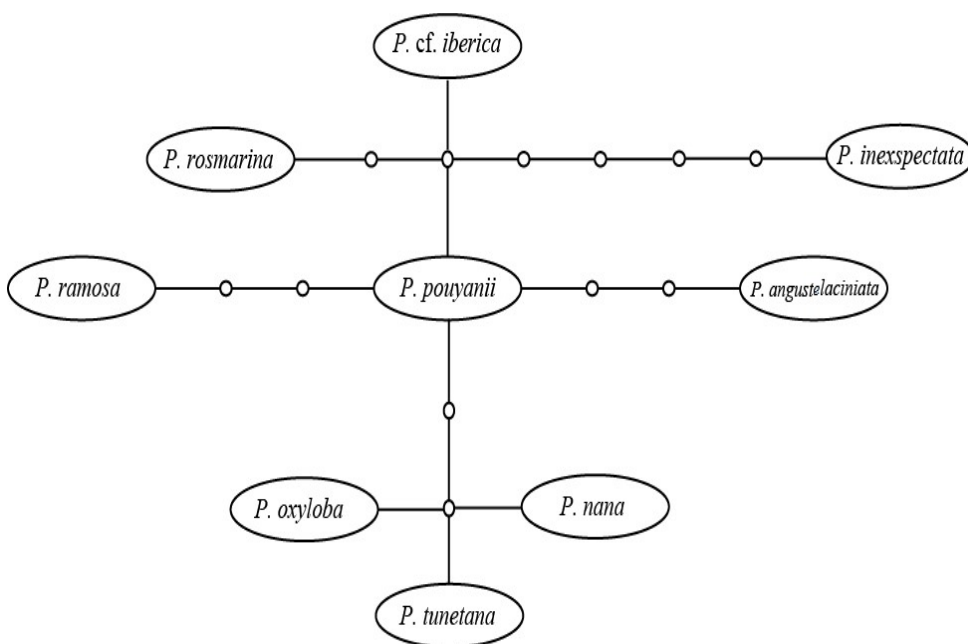 P. cf. iberica
P. rosmarina
P. inexspectata
P. ramosa
P. pouyanii
P. angustelaciniata
P. oxyloba
P. nana
P. tunetana